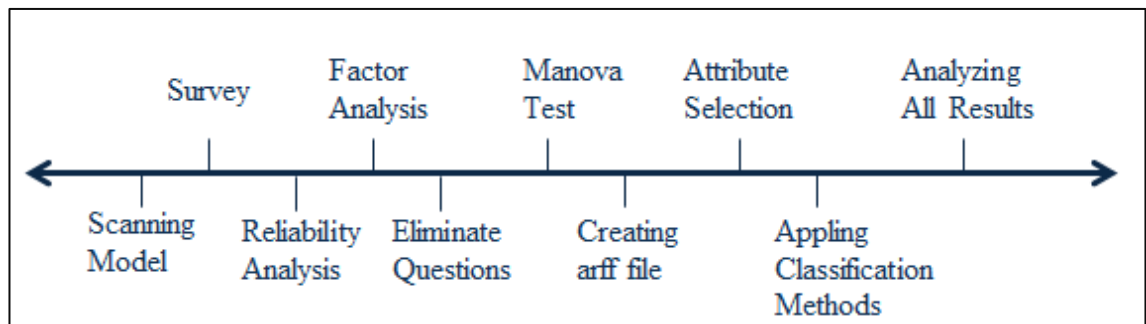 Survey
Factor
Analysis
Manova
Test
Attribute
Selection
Analyzing
All Results
Scanning
Model
Reliability
Analysis
Eliminate
Questions
Creating
arff file
Appling
Classification
Methods